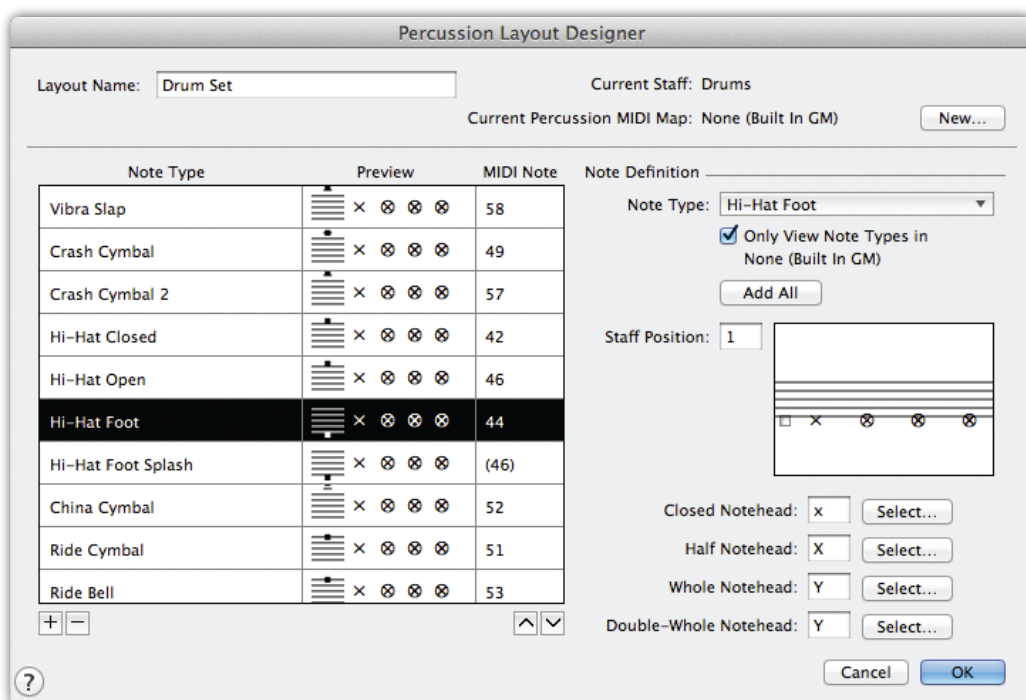 Percussion Layout Designer
Layout Name: Drum Set
Current Staff: Drums
Current Percussion MIDI Map: None (Built In GM)
New...
Note Type Preview MIDI Note
Vibra Slap 58
Crash Cymbal 49
Crash Cymbal 2 57
Hi-Hat Closed 42
Hi-Hat Open 46
Hi-Hat Foot 44
Hi-Hat Foot Splash (46)
China Cymbal 52
Ride Cymbal 51
Ride Bell 53
+ −
Note Definition
Note Type: Hi-Hat Foot
Only View Note Types in
None (Built In GM)
Add All
Staff Position: 1
Closed Notehead: x Select...
Half Notehead: X Select...
Whole Notehead: Y Select...
Double-Whole Notehead: Y Select...
?
Cancel OK